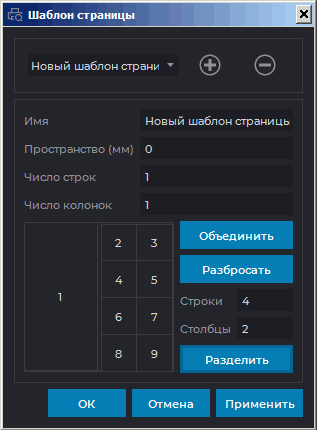 Шаблон страницы
Новый шаблон страни
Имя Новый шаблон страницы
Пространство (мм) 0
Число строк 1
Число колонок 1
1
2 3
4 5
6 7
8 9
Объединить
Разбросать
Строки 4
Столбцы 2
Разделить
ОК Отмена Применить